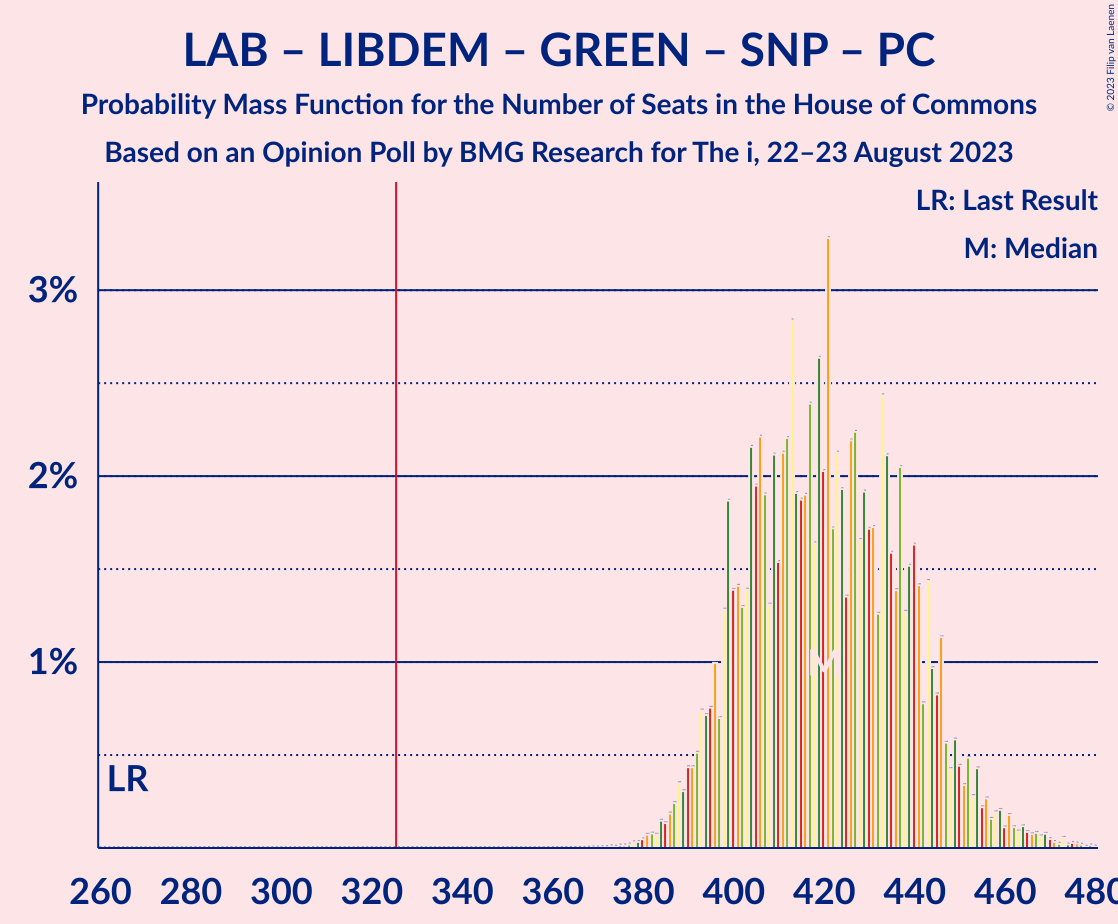 LAB – LIBDEM – GREEN – SNP – PC
Probability Mass Function for the Number of Seats in the House of Commons
Based on an Opinion Poll by BMG Research for The i, 22–23 August 2023
© 2023 Filip van Laenen
LR: Last Result
M: Median
3%
2%
1%
LR
M
260 280 300 320 340 360 380 400 420 440 460 480